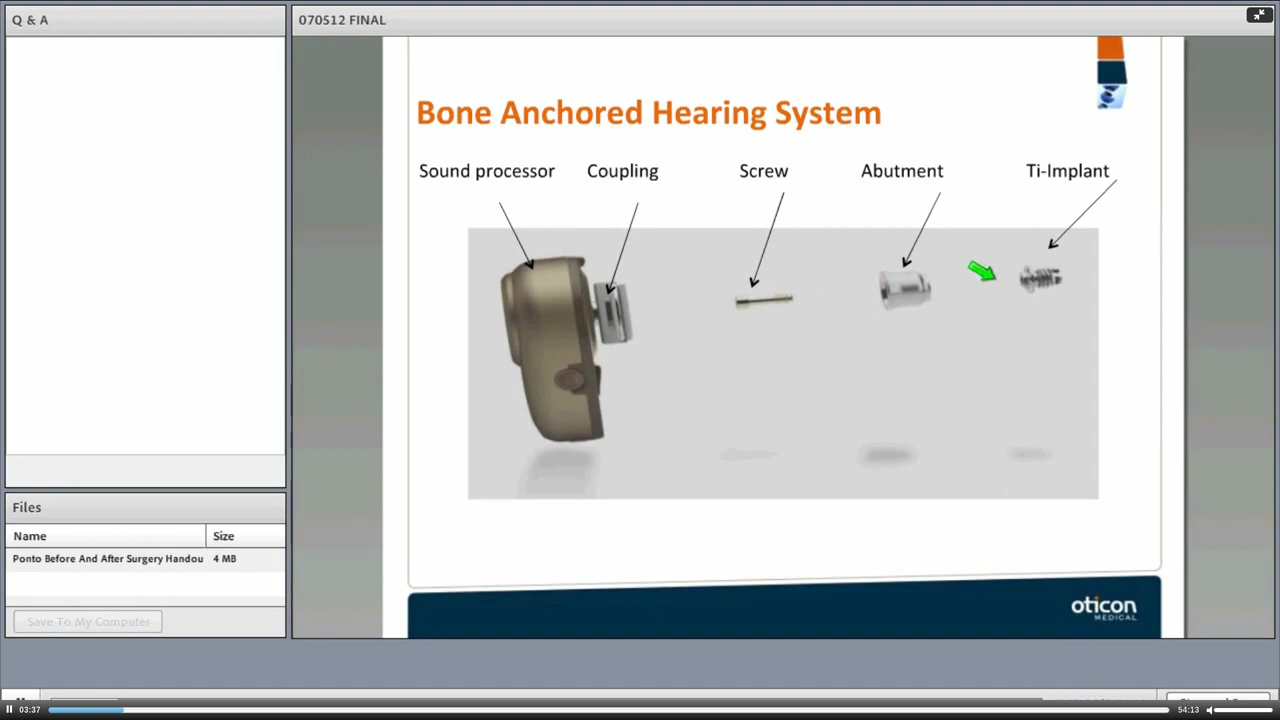 Q & A
070512 FINAL
Bone Anchored Hearing System
Sound processor Coupling Screw Abutment Ti-Implant
oticon
MEDICAL
Files
Name Size
Ponto Before And After Surgery Handou 4 MB
Save To My Computer
03:37 54:13